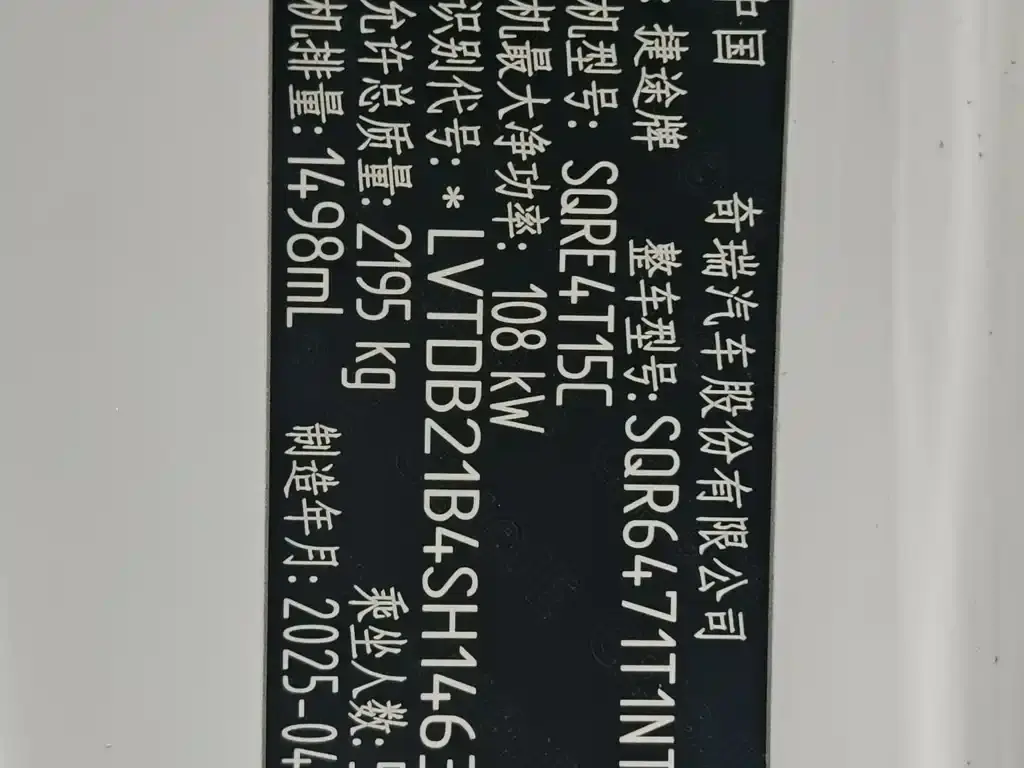 中国 奇瑞汽车股份有限公司
: 捷途牌 整车型号: SQR6471T1NT
机型号: SQRE4T15C
机最大净功率: 108 kW
识别代号: * LVTDB21B4SH146
允许总质量: 2195 kg 乘坐人数:
机排量: 1498mL 制造年月: 2025-04